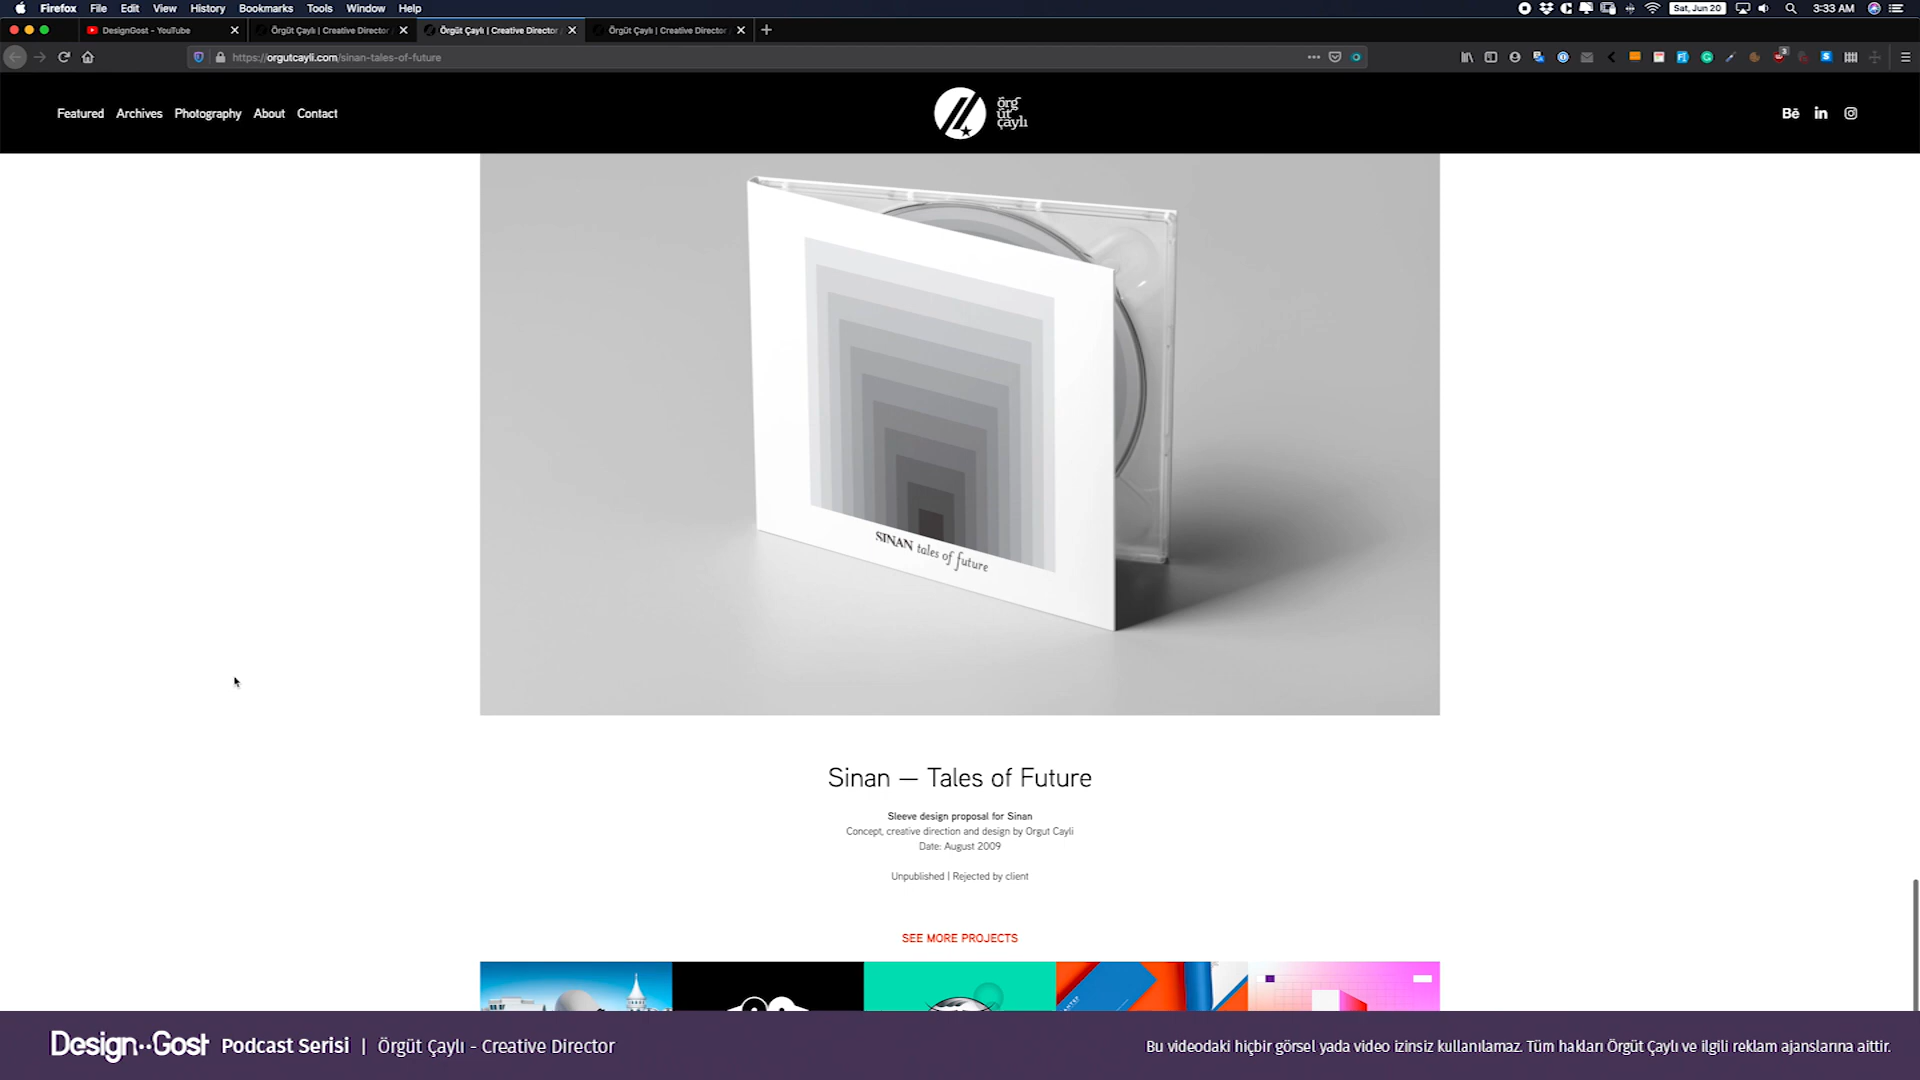 Firefox File Edit View History Bookmarks Tools Window Help
Sat, Jun 20
3:33 AM
DesignGost - YouTube
Örgüt Çaylı | Creative Director
Örgüt Çaylı | Creative Director
Örgüt Çaylı | Creative Director
https://orgutcayli.com/sinan-tales-of-future
Featured Archives Photography About Contact
örg
üt
çaylı
SINAN tales of future
Sinan — Tales of Future
Sleeve design proposal for Sinan
Concept, creative direction and design by Orgut Cayli
Date: August 2009
Unpublished | Rejected by client
SEE MORE PROJECTS
Design··Gost Podcast Serisi | Örgüt Çaylı - Creative Director
Bu videodaki hiçbir görsel yada video izinsiz kullanılamaz. Tüm hakları Örgüt Çaylı ve ilgili reklam ajanslarına aittir.